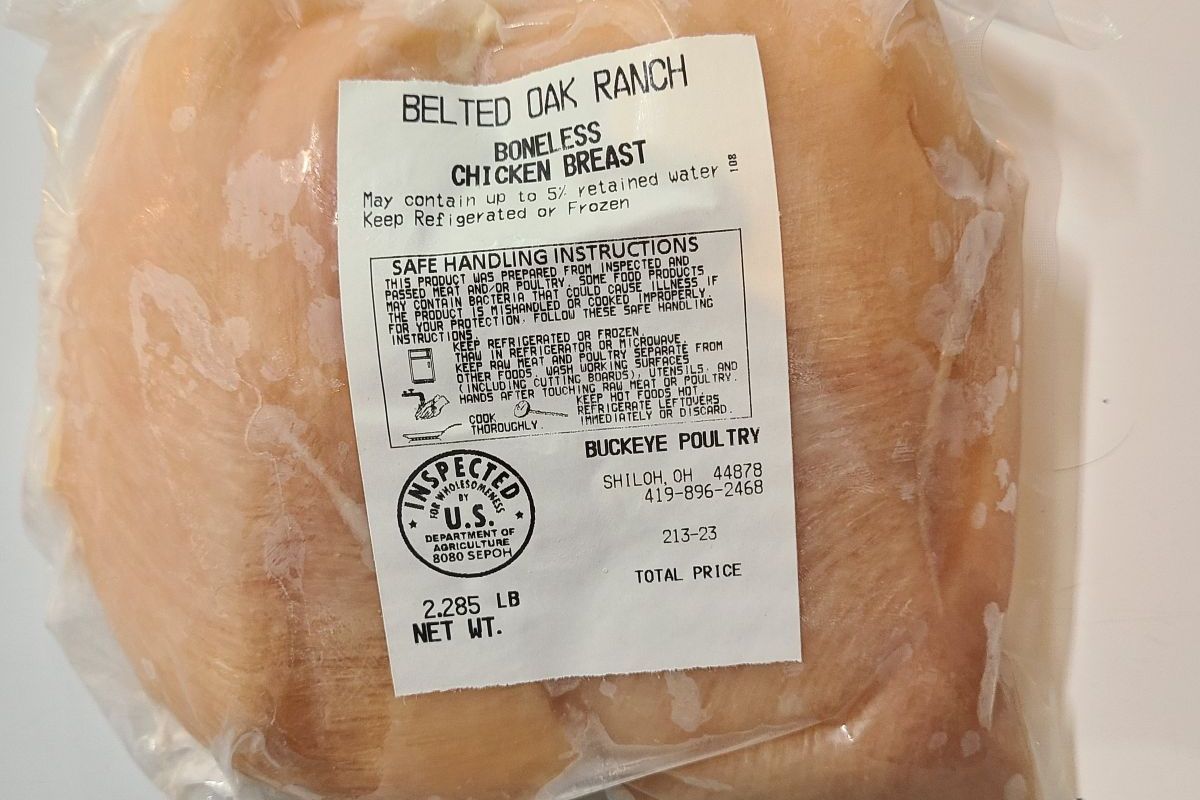 BELTED OAK RANCH
BONELESS
CHICKEN BREAST
108
May contain up to 5% retained water
Keep Refigerated or Frozen
SAFE HANDLING INSTRUCTIONS
THIS PRODUCT WAS PREPARED FROM INSPECTED AND
PASSED MEAT AND/OR POULTRY. SOME FOOD PRODUCTS
MAY CONTAIN BACTERIA THAT COULD CAUSE ILLNESS IF
THE PRODUCT IS MISHANDLED OR COOKED IMPROPERLY.
FOR YOUR PROTECTION, FOLLOW THESE SAFE HANDLING
INSTRUCTIONS.
KEEP REFRIGERATED OR FROZEN.
THAW IN REFRIGERATOR OR MICROWAVE.
KEEP RAW MEAT AND POULTRY SEPARATE FROM
OTHER FOODS. WASH WORKING SURFACES
(INCLUDING CUTTING BOARDS), UTENSILS, AND
HANDS AFTER TOUCHING RAW MEAT OR POULTRY.
COOK
THOROUGHLY.
KEEP HOT FOODS HOT.
REFRIGERATE LEFTOVERS
IMMEDIATELY OR DISCARD.
BUCKEYE POULTRY
SHILOH, OH 44878
419-896-2468
213-23
TOTAL PRICE
INSPECTED
FOR WHOLESOMENESS
BY
U.S.
DEPARTMENT OF
AGRICULTURE
8080 SEPOH
2.285 LB
NET WT.